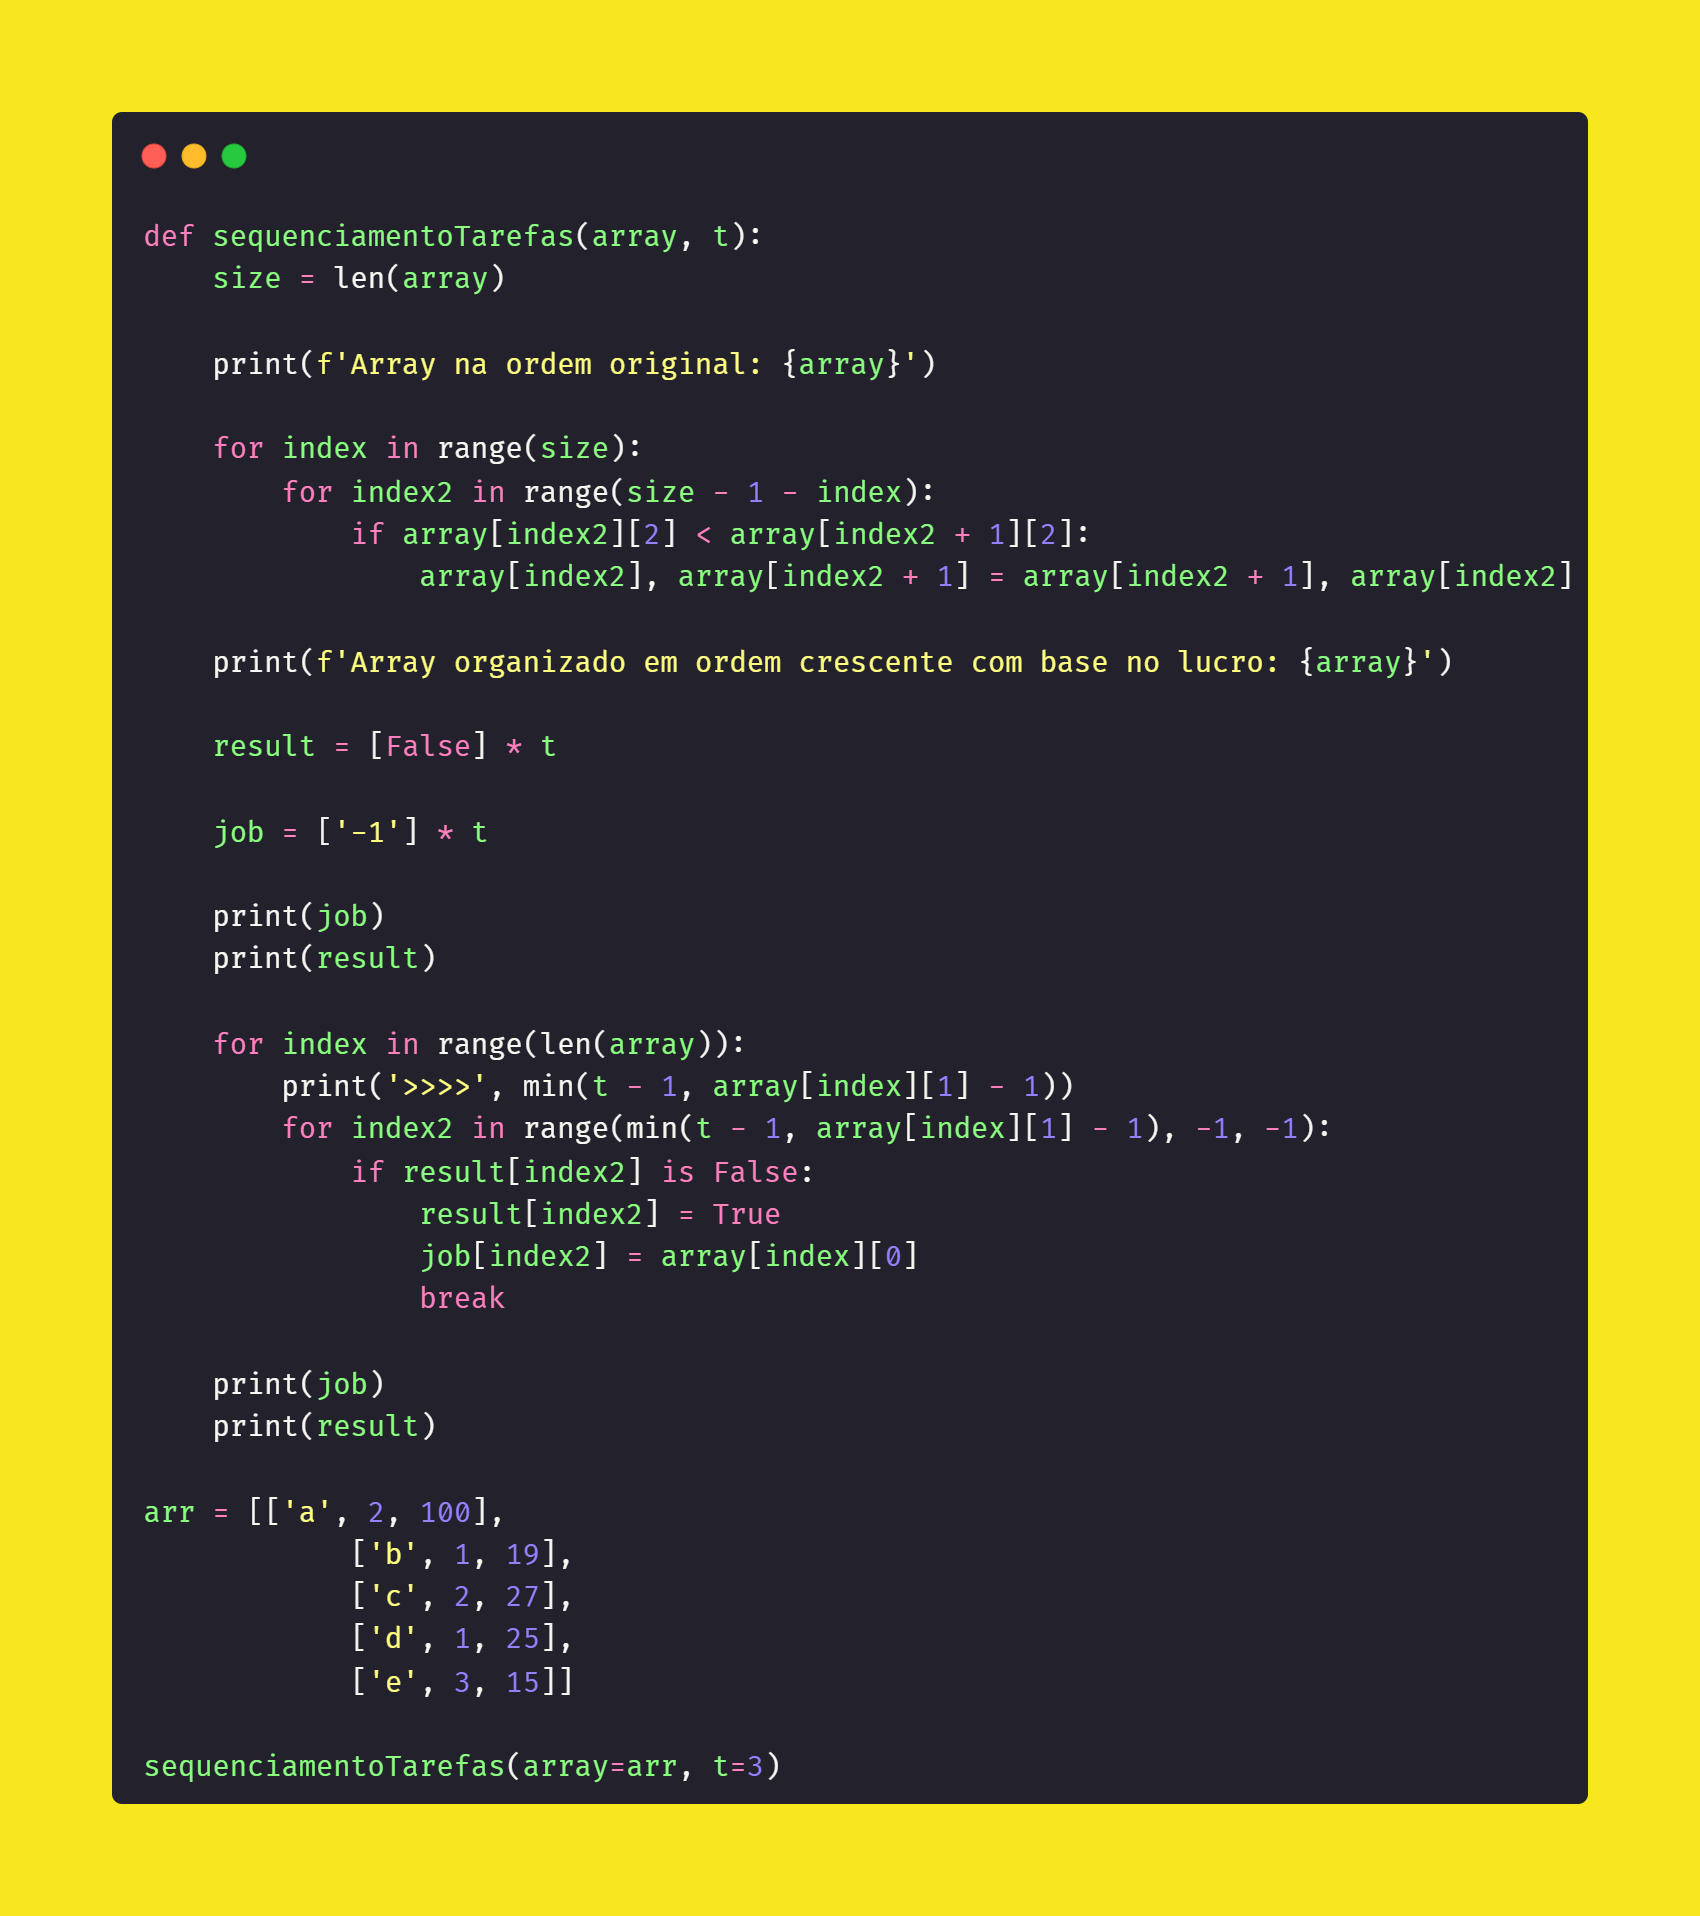 def sequenciamentoTarefas(array, t):
    size = len(array)

    print(f'Array na ordem original: {array}')

    for index in range(size):
        for index2 in range(size - 1 - index):
            if array[index2][2] < array[index2 + 1][2]:
                array[index2], array[index2 + 1] = array[index2 + 1], array[index2]

    print(f'Array organizado em ordem crescente com base no lucro: {array}')

    result = [False] * t

    job = ['-1'] * t

    print(job)
    print(result)

    for index in range(len(array)):
        print('>>>>', min(t - 1, array[index][1] - 1))
        for index2 in range(min(t - 1, array[index][1] - 1), -1, -1):
            if result[index2] is False:
                result[index2] = True
                job[index2] = array[index][0]
                break

    print(job)
    print(result)

arr = [['a', 2, 100],
            ['b', 1, 19],
            ['c', 2, 27],
            ['d', 1, 25],
            ['e', 3, 15]]

sequenciamentoTarefas(array=arr, t=3)